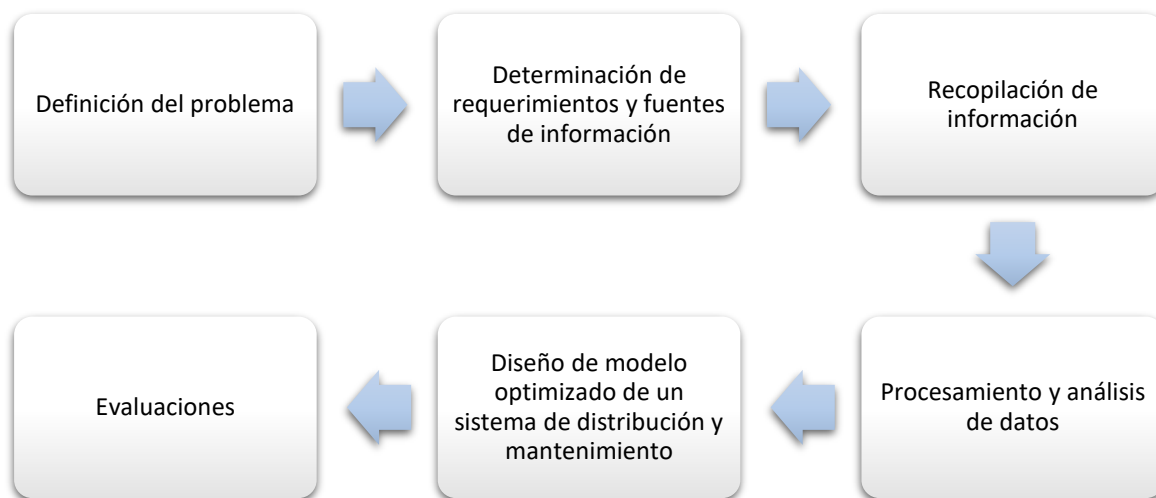 Definición del problema
Determinación de
requerimientos y fuentes
de información
Recopilación de
información
Procesamiento y análisis
de datos
Diseño de modelo
optimizado de un
sistema de distribución y
mantenimiento
Evaluaciones